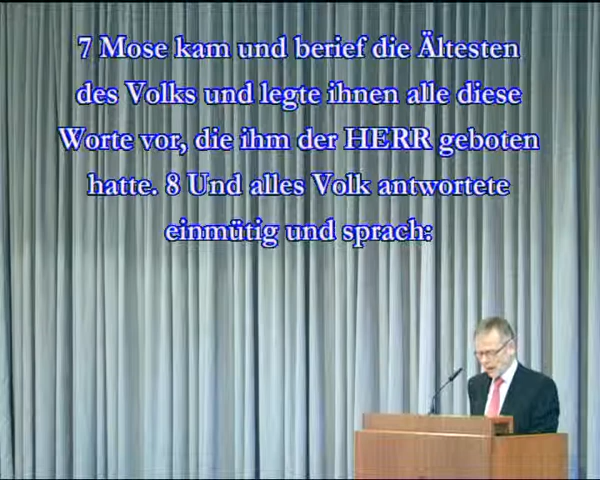 7 Mose kam und berief die Ältesten
des Volks und legte ihnen alle diese
Worte vor, die ihm der HERR geboten
hatte. 8 Und alles Volk antwortete
einmütig und sprach: